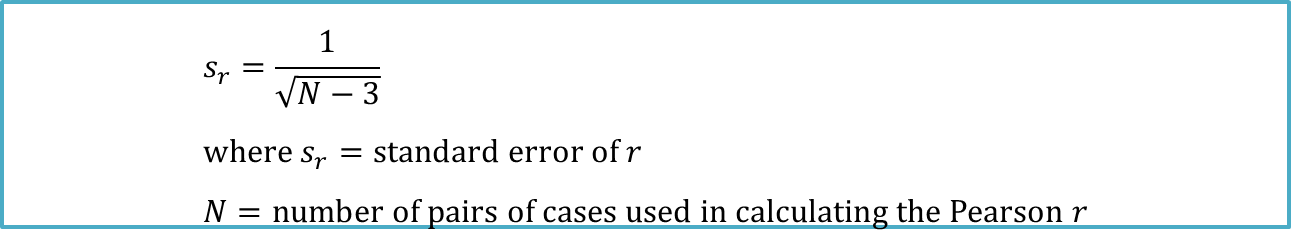 s_r = 1 / √(N − 3)
where s_r = standard error of r
N = number of pairs of cases used in calculating the Pearson r